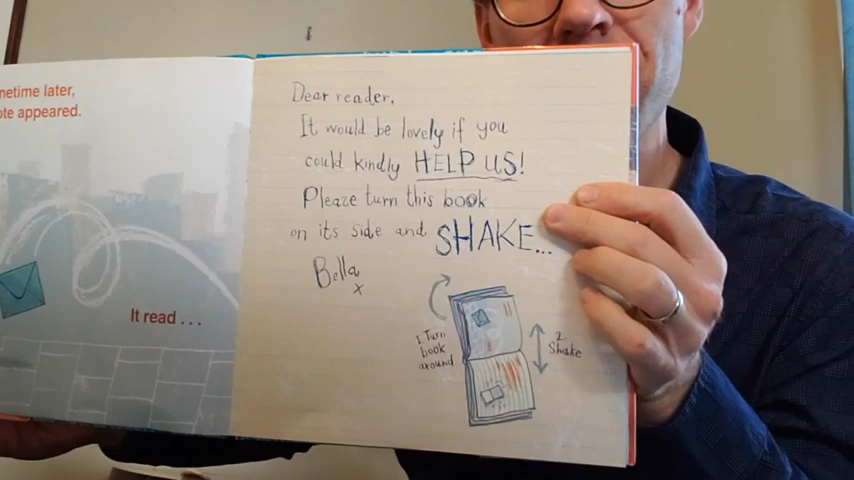 metime later,
ote appeared.
It read...
Dear reader,
It would be lovely if you
could kindly HELP US!
Please turn this book
on its side and SHAKE...
Bella
x
1. Turn
book
around
2.
Shake